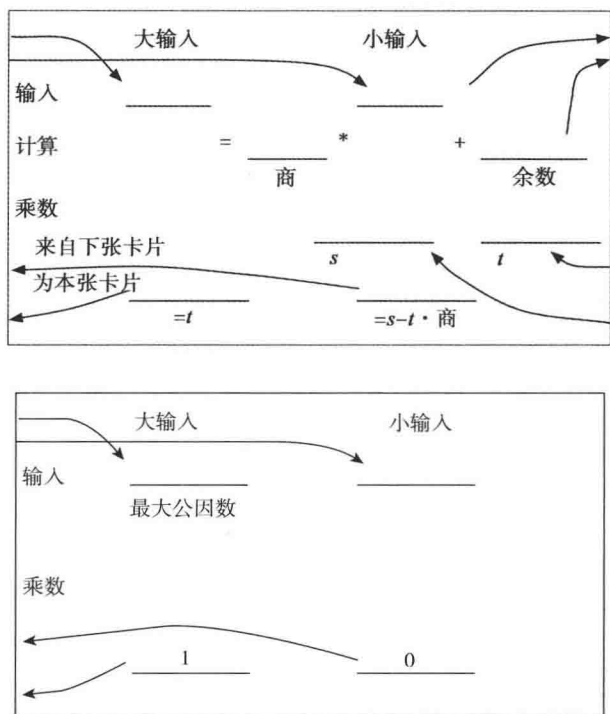 大输入 小输入
输入
计算 = * +
商 余数
乘数
来自下张卡片 s t
为本张卡片
=t =s-t·商
大输入 小输入
输入
最大公因数
乘数
1 0